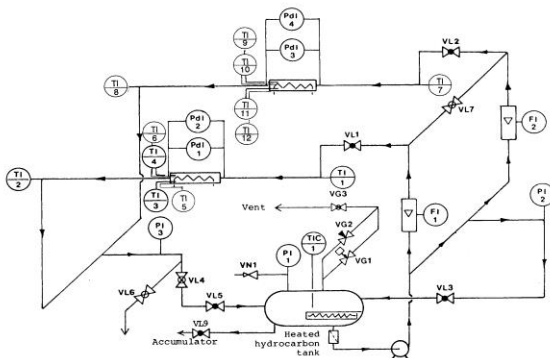 PdI 4
TI 9
PdI 3
TI 10
VL2
TI 8
TI 7
TI 11
VL7
TI 12
PdI 2
TI 6
PdI 1
TI 4
VL1
FI 2
TI 2
TI 3
TI 5
TI 1
VG3
Vent
PI 2
FI 1
PI 3
VG2
PI 1
TIC 1
VG1
VN1
VL4
VL6
VL5
VL3
VL9
Accumulator
Heated
hydrocarbon
tank